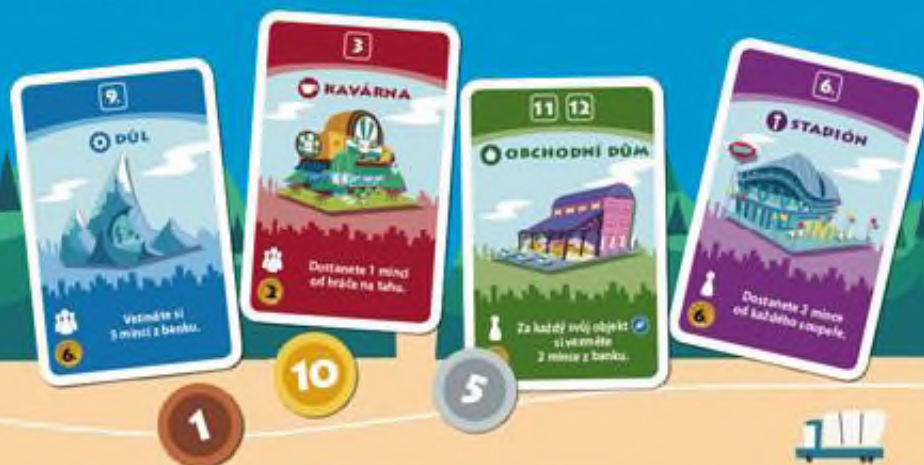 9.
DŮL
Vezměte si
5 mincí z banku.
6.
3
KAVÁRNA
Dostanete 1 minci
od hráče na tahu.
2
11 12
OBCHODNÍ DŮM
Za každý svůj objekt
si vezměte
2 mince z banku.
6.
STADIÓN
Dostanete 2 mince
od každého soupeře.
6.
1
10
5